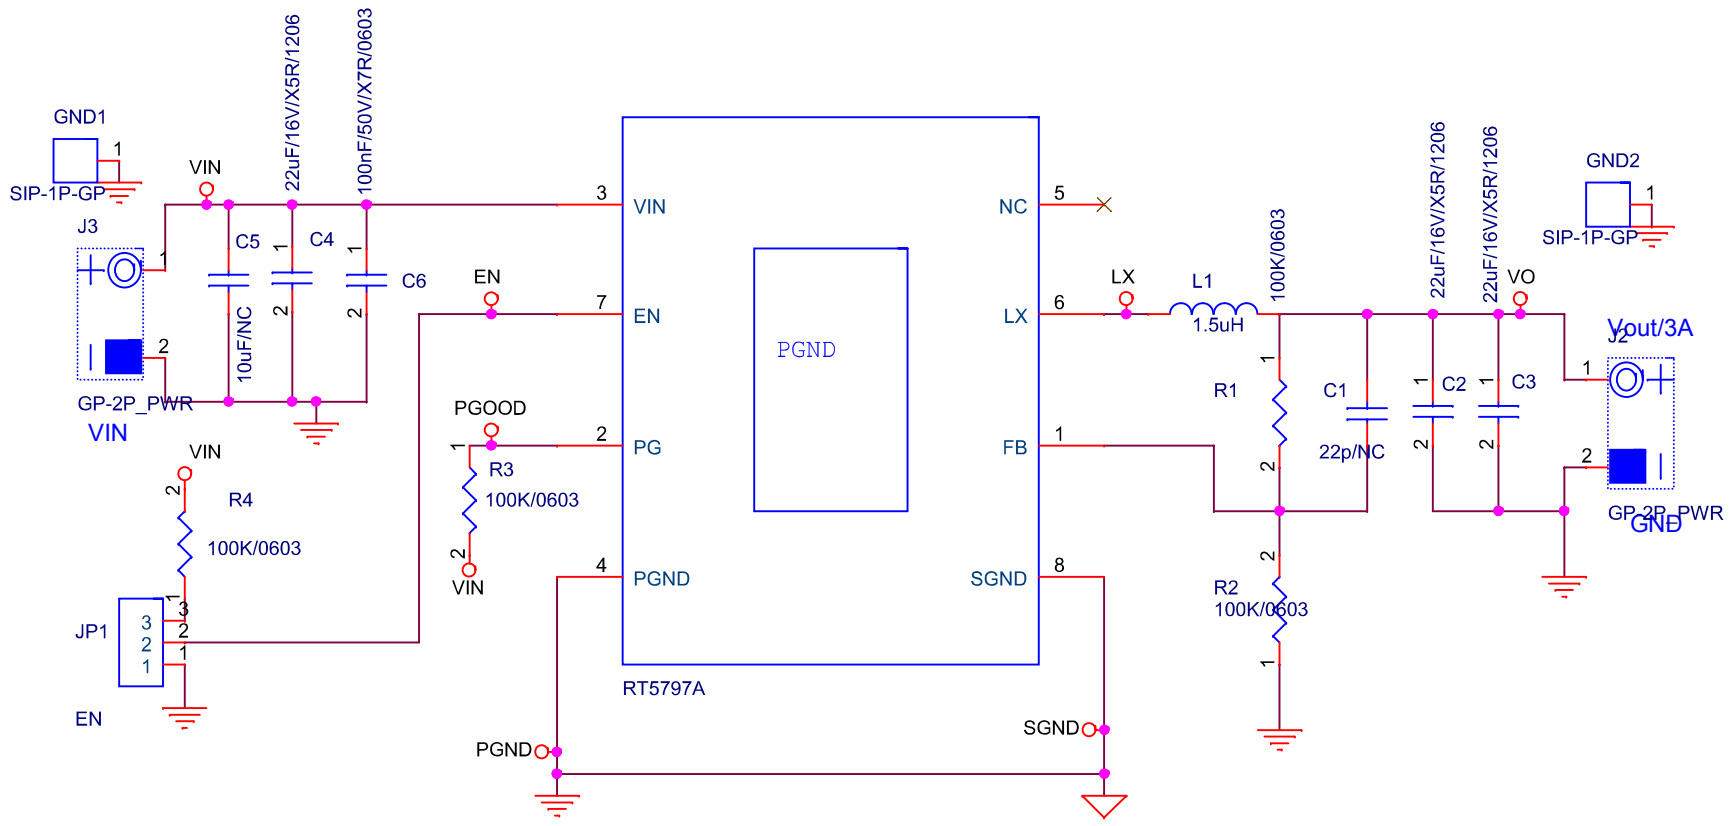 GND1
1
SIP-1P-GP
J3
1
2
GP-2P_PWR
VIN
VIN
C5
10uF/NC
22uF/16V/X5R/1206
C4
1
2
100nF/50V/X7R/0603
C6
1
2
EN
PGOOD
1
R3
100K/0603
2
VIN
VIN
2
R4
100K/0603
1
JP1
3
3
2
2
1
1
EN
3
VIN
7
EN
2
PG
4
PGND
PGND
RT5797A
NC
5
LX
6
FB
1
SGND
8
PGND
SGND
LX
L1
1.5uH
100K/0603
R1
1
2
C1
22p/NC
22uF/16V/X5R/1206
C2
1
2
22uF/16V/X5R/1206
C3
1
2
VO
R2
100K/0603
2
1
GND2
1
SIP-1P-GP
Vout/3A
J2
1
2
GP-2P_PWR
GND